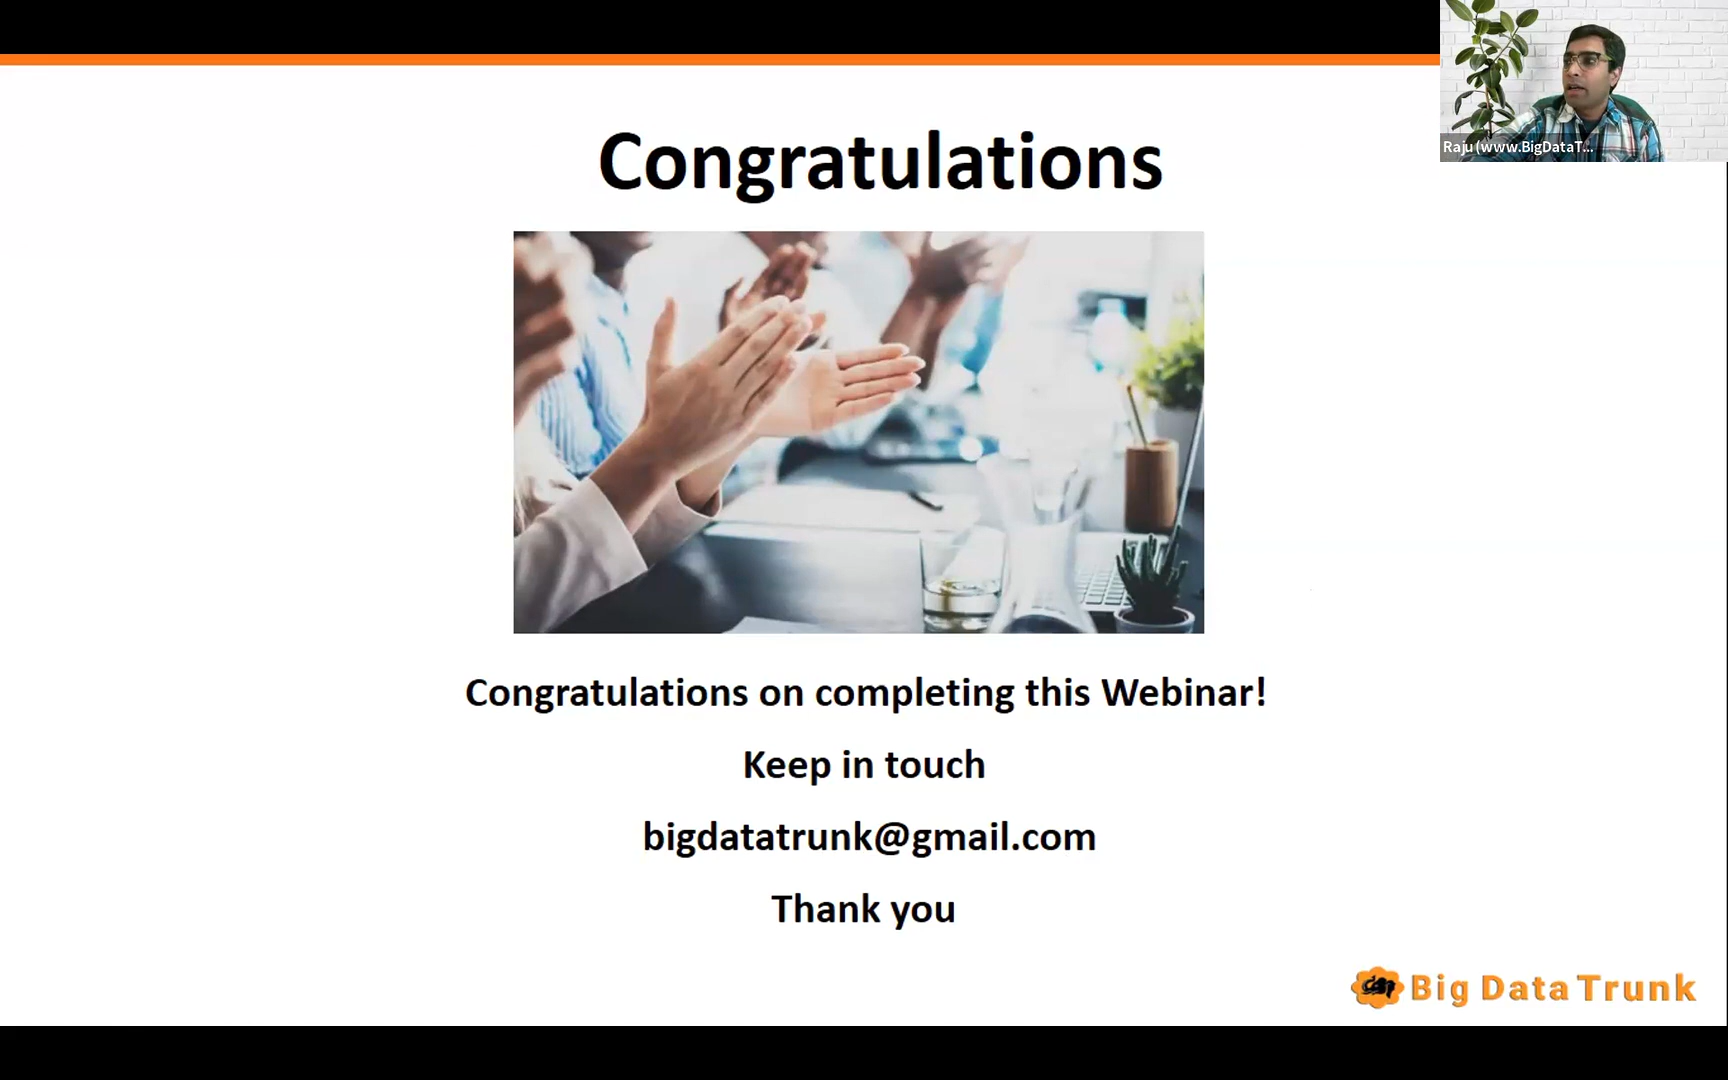 Raju (www.BigDataT...
Congratulations
Congratulations on completing this Webinar!
Keep in touch
bigdatatrunk@gmail.com
Thank you
Big Data Trunk